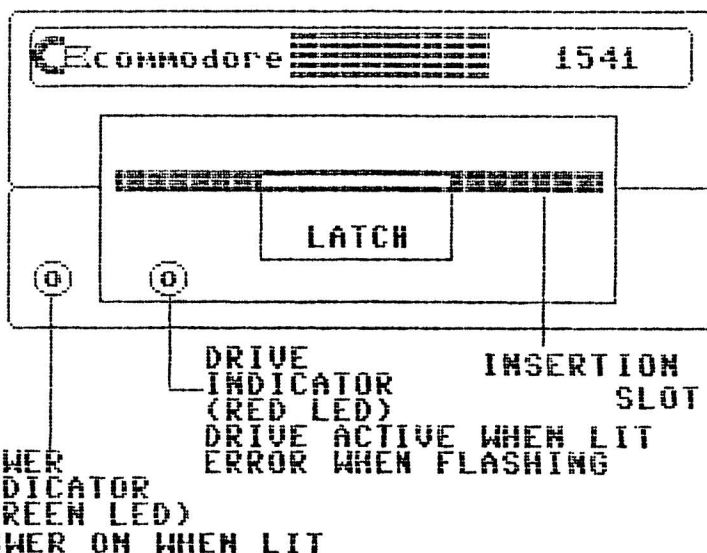 commodore
1541
LATCH
O
O
DRIVE
INDICATOR
(RED LED)
DRIVE ACTIVE WHEN LIT
ERROR WHEN FLASHING
INSERTION
SLOT
WER
DICATOR
REEN LED)
WER ON WHEN LIT